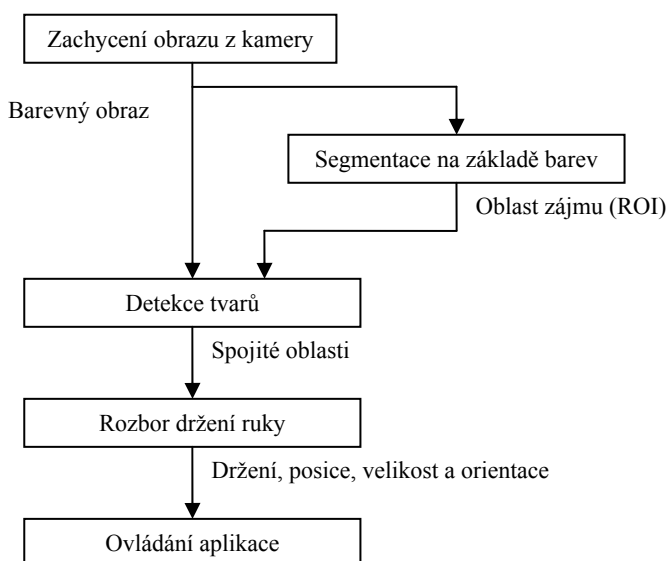 Zachycení obrazu z kamery
Barevný obraz
Segmentace na základě barev
Oblast zájmu (ROI)
Detekce tvarů
Spojité oblasti
Rozbor držení ruky
Držení, posice, velikost a orientace
Ovládání aplikace